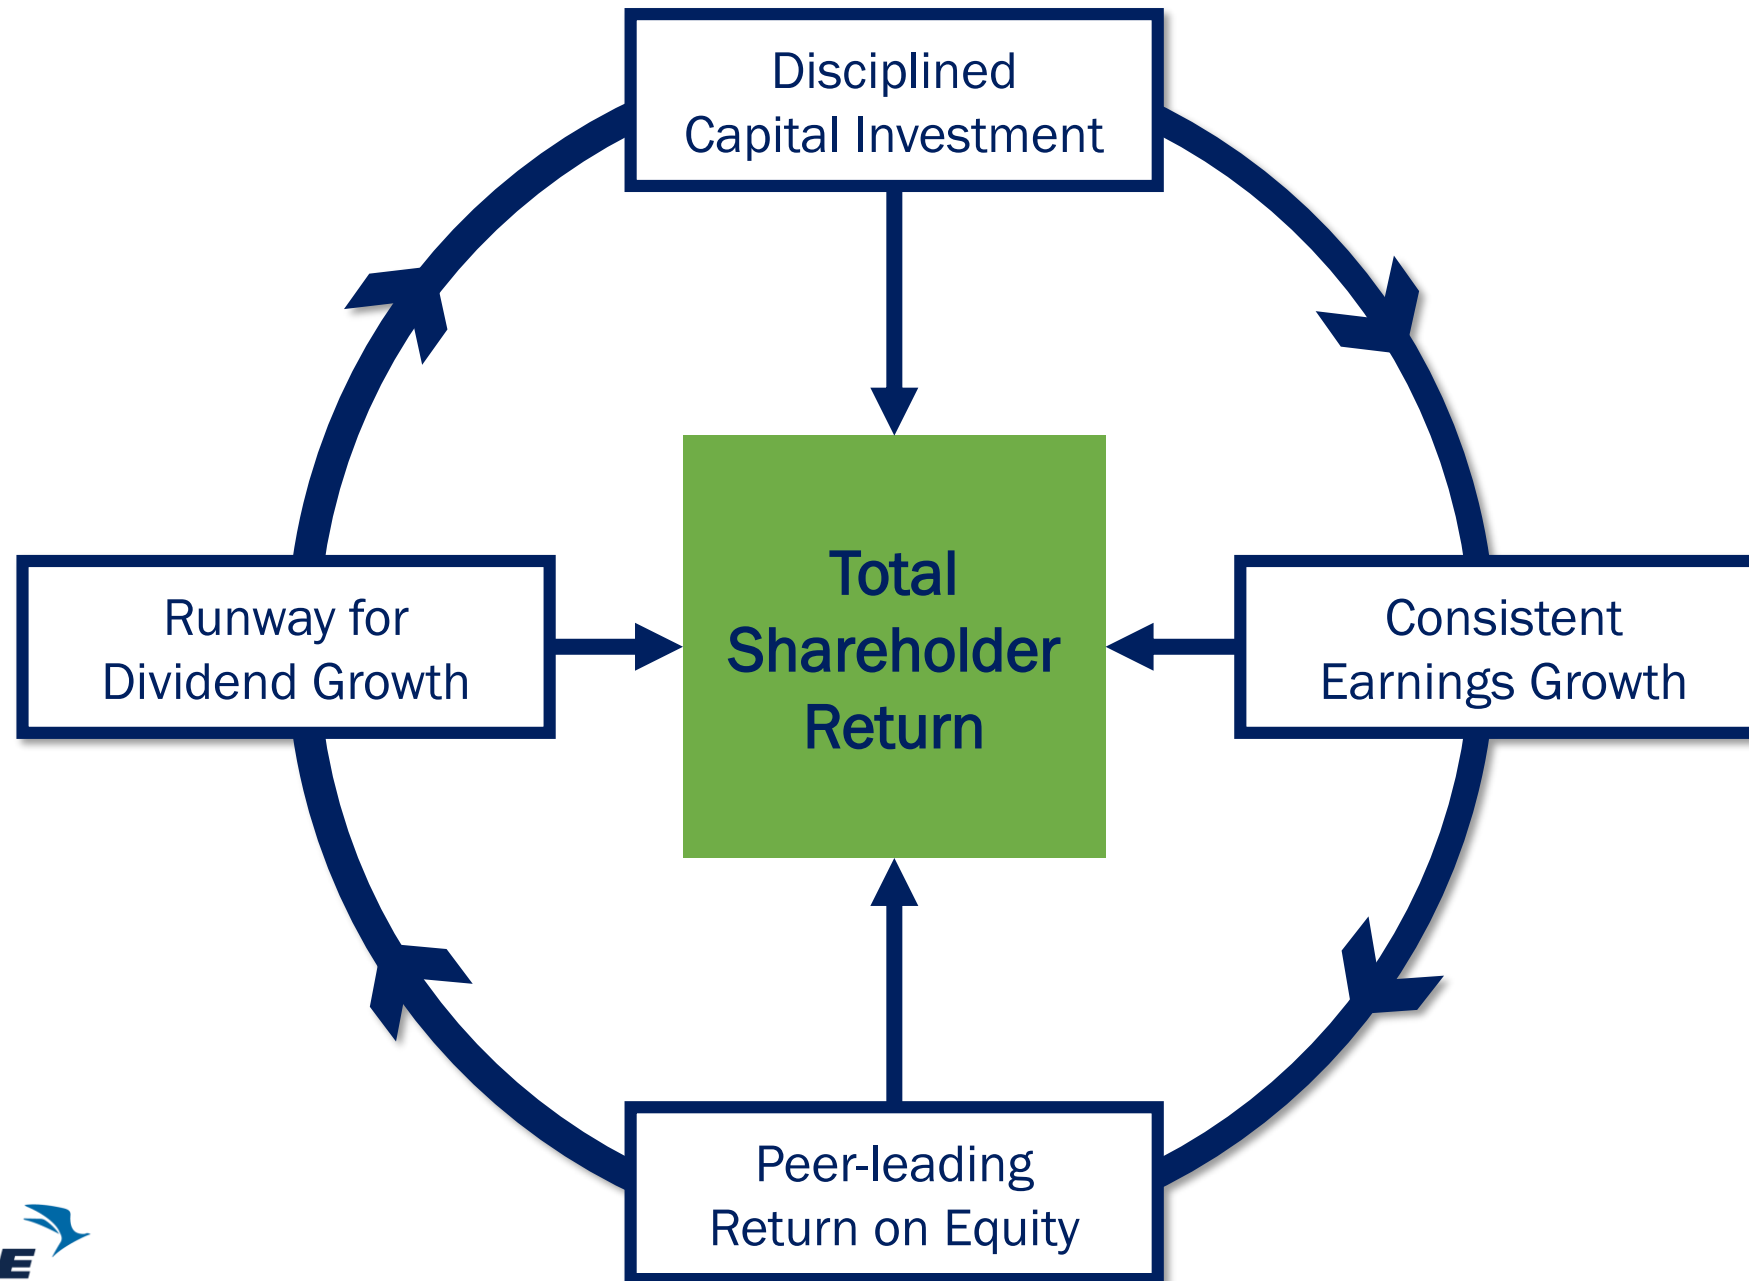 Disciplined
Capital Investment
Runway for
Dividend Growth
Total
Shareholder
Return
Consistent
Earnings Growth
Peer-leading
Return on Equity
E